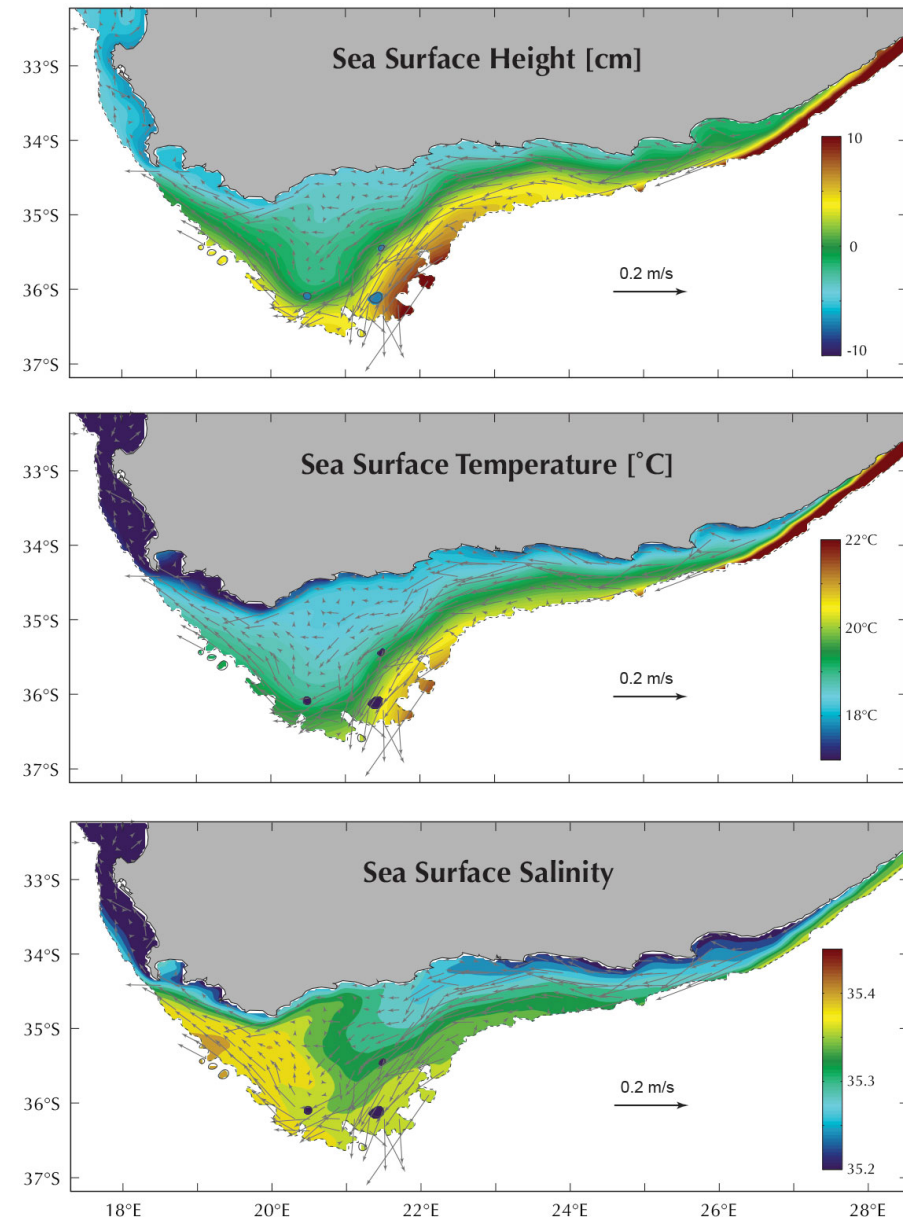 Sea Surface Height [cm]
33°S
34°S
35°S
36°S
37°S
10
0
-10
0.2 m/s
Sea Surface Temperature [˚C]
33°S
34°S
35°S
36°S
37°S
22°C
20°C
18°C
0.2 m/s
Sea Surface Salinity
33°S
34°S
35°S
36°S
37°S
35.4
35.3
35.2
0.2 m/s
18°E 20°E 22°E 24°E 26°E 28°E